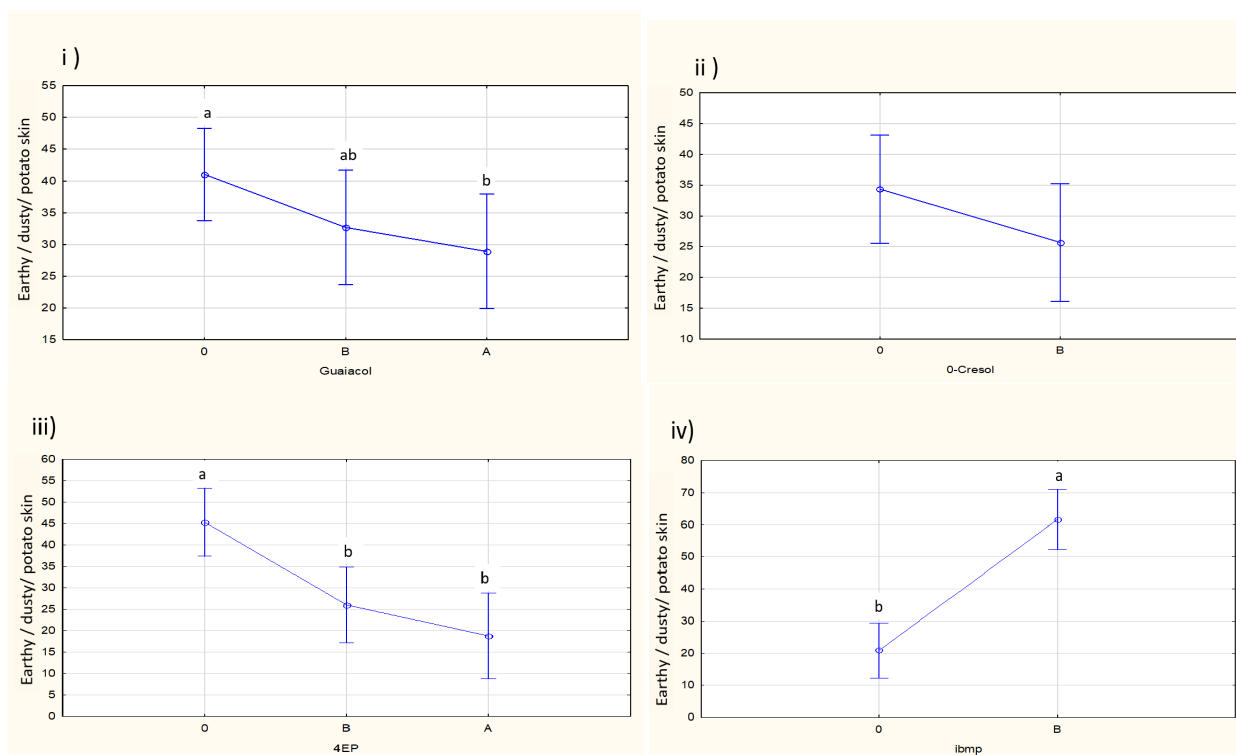 i )
Earthy / dusty/ potato skin
55
50
45
40
35
30
25
20
15
a
ab
b
0 B A
Guaiacol
ii )
Earthy / dusty/ potato skin
50
45
40
35
30
25
20
15
10
0 B
0-Cresol
iii)
Earthy / dusty/ potato skin
60
55
50
45
40
35
30
25
20
15
10
5
0
a
b
b
0 B A
4EP
iv)
Earthy / dusty/ potato skin
80
70
60
50
40
30
20
10
0
b
a
0 B
ibmp